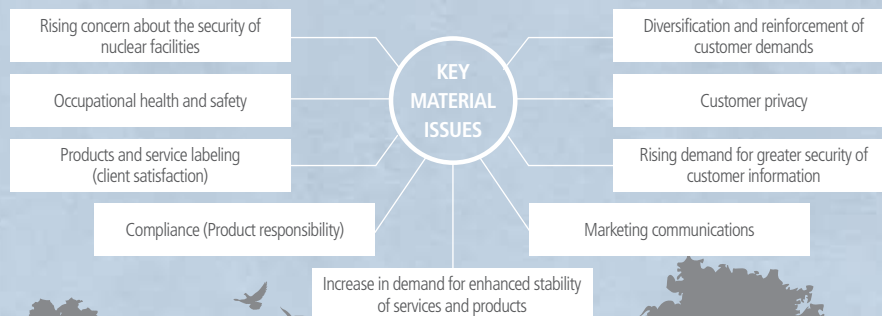 Rising concern about the security of
nuclear facilities
Occupational health and safety
Products and service labeling
(client satisfaction)
Compliance (Product responsibility)
KEY
MATERIAL
ISSUES
Increase in demand for enhanced stability
of services and products
Diversification and reinforcement of
customer demands
Customer privacy
Rising demand for greater security of
customer information
Marketing communications